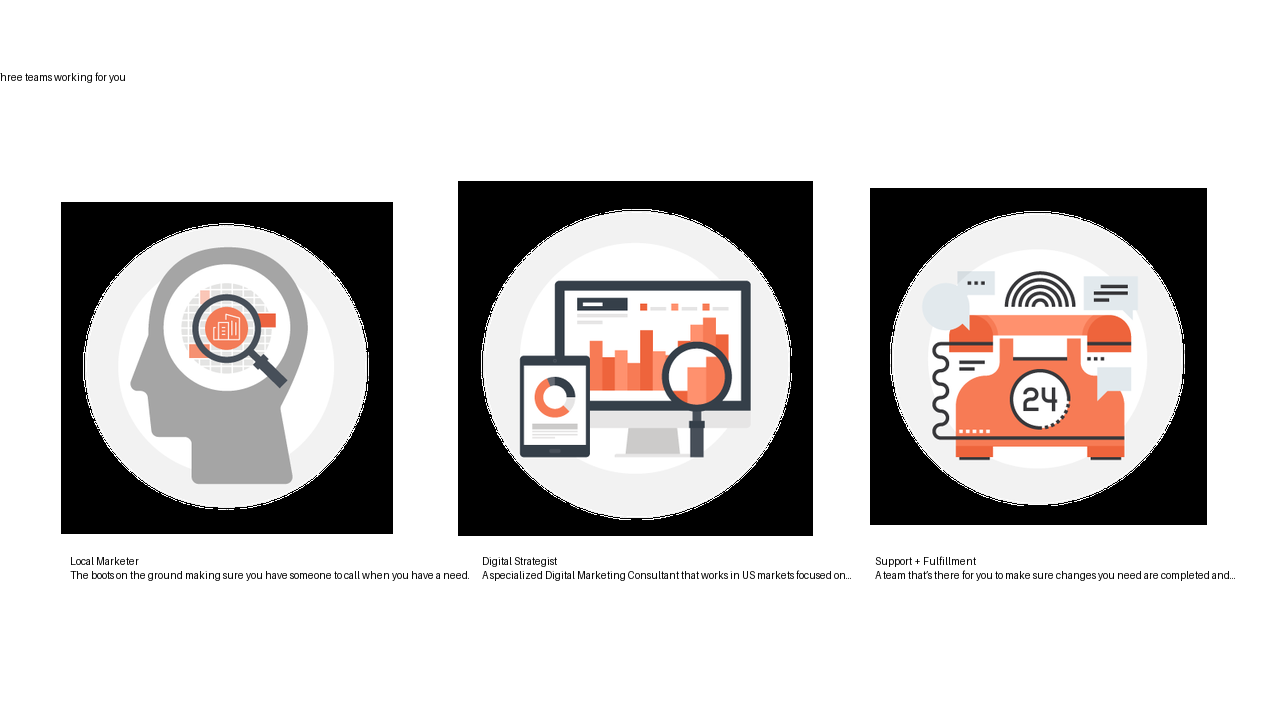 hree teams working for you
24
Local Marketer
The boots on the ground making sure you have someone to call when you have a need.
Digital Strategist
A specialized Digital Marketing Consultant that works in US markets focused on...
Support + Fulfillment
A team that's there for you to make sure changes you need are completed and...